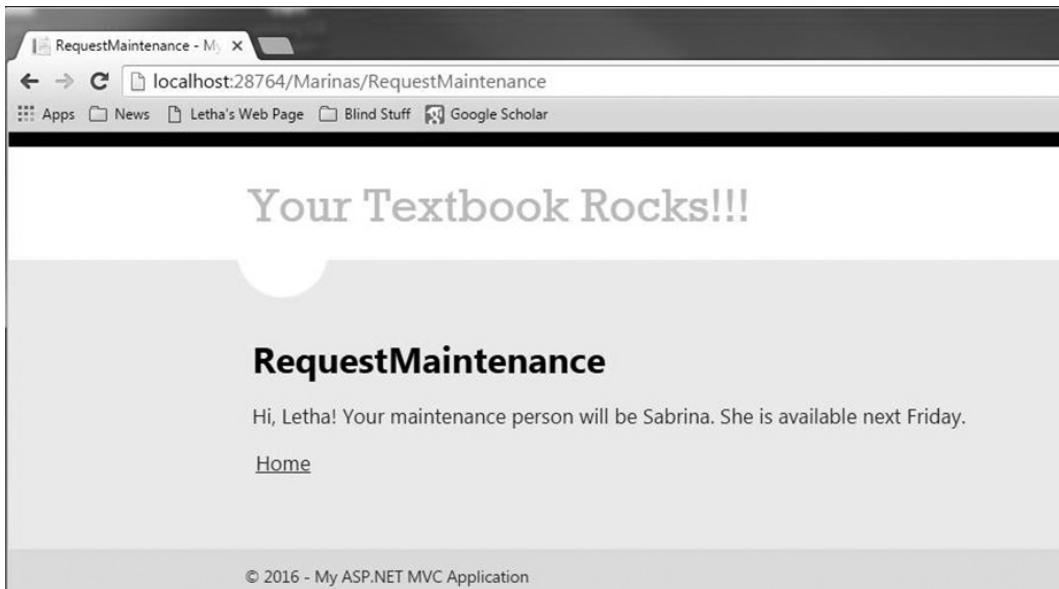 RequestMaintenance - My
localhost:28764/Marinas/RequestMaintenance
Apps News Letha's Web Page Blind Stuff Google Scholar
Your Textbook Rocks!!!
RequestMaintenance
Hi, Letha! Your maintenance person will be Sabrina. She is available next Friday.
Home
© 2016 - My ASP.NET MVC Application